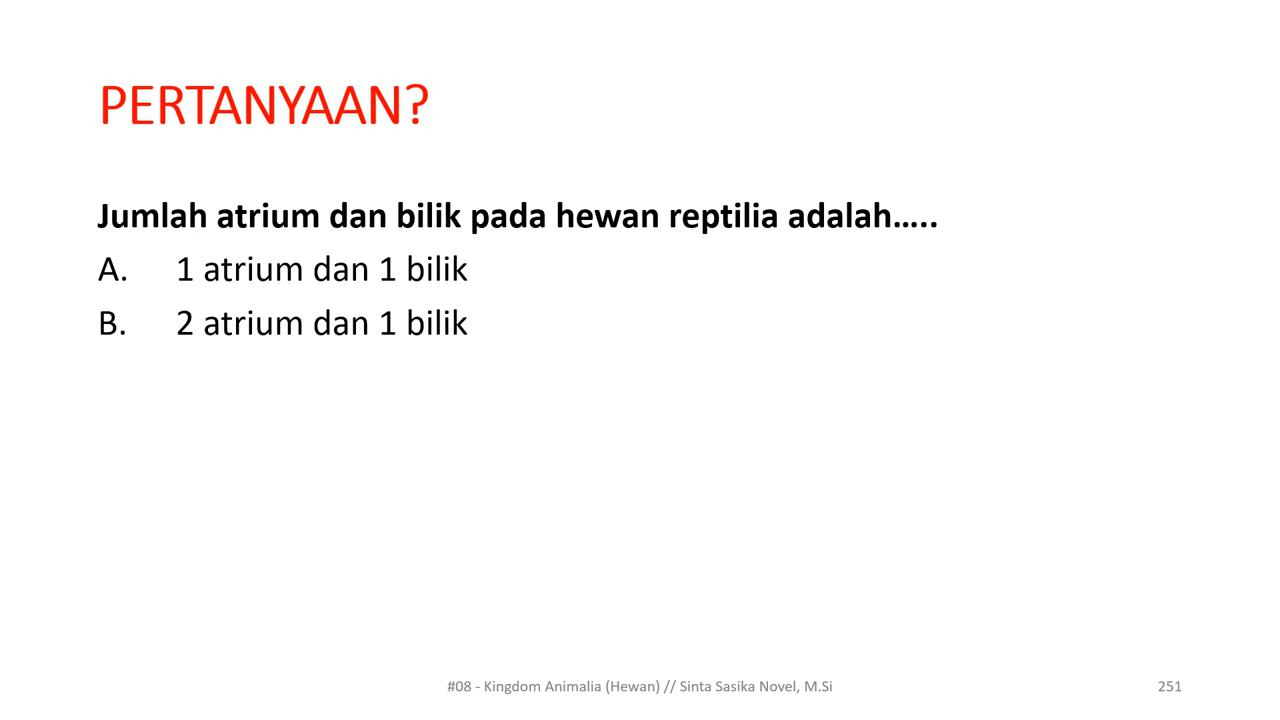 PERTANYAAN?
Jumlah atrium dan bilik pada hewan reptilia adalah.....
A. 1 atrium dan 1 bilik
B. 2 atrium dan 1 bilik
#08 - Kingdom Animalia (Hewan) // Sinta Sasika Novel, M.Si
251